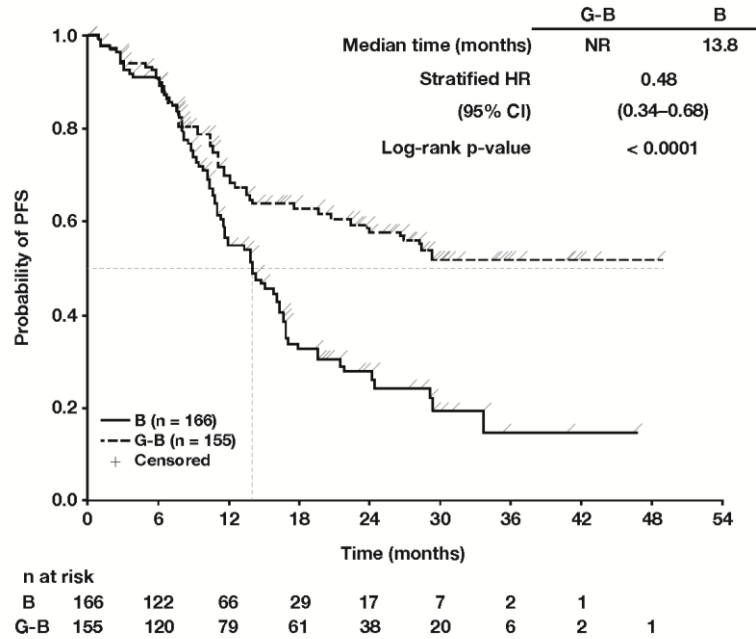 G-B B
Median time (months) NR 13.8
Stratified HR 0.48
(95% CI) (0.34–0.68)
Log-rank p-value < 0.0001
Probability of PFS
1.0
0.8
0.6
0.4
0.2
0.0
B (n = 166)
G-B (n = 155)
Censored
0 6 12 18 24 30 36 42 48 54
Time (months)
n at risk
B 166 122 66 29 17 7 2 1
G-B 155 120 79 61 38 20 6 2 1